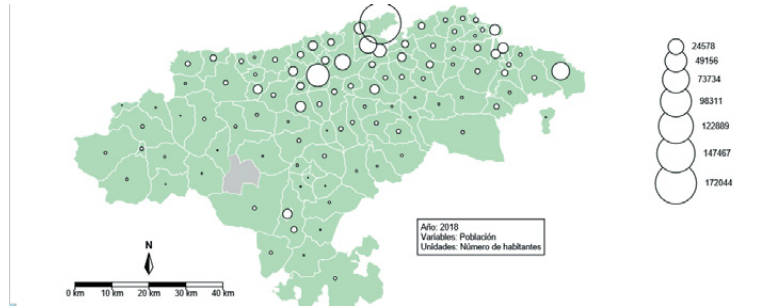 24578
49156
73734
98311
122889
147467
172044
Año: 2018
Variables: Población
Unidades: Número de habitantes
N
0 km 10 km 20 km 30 km 40 km